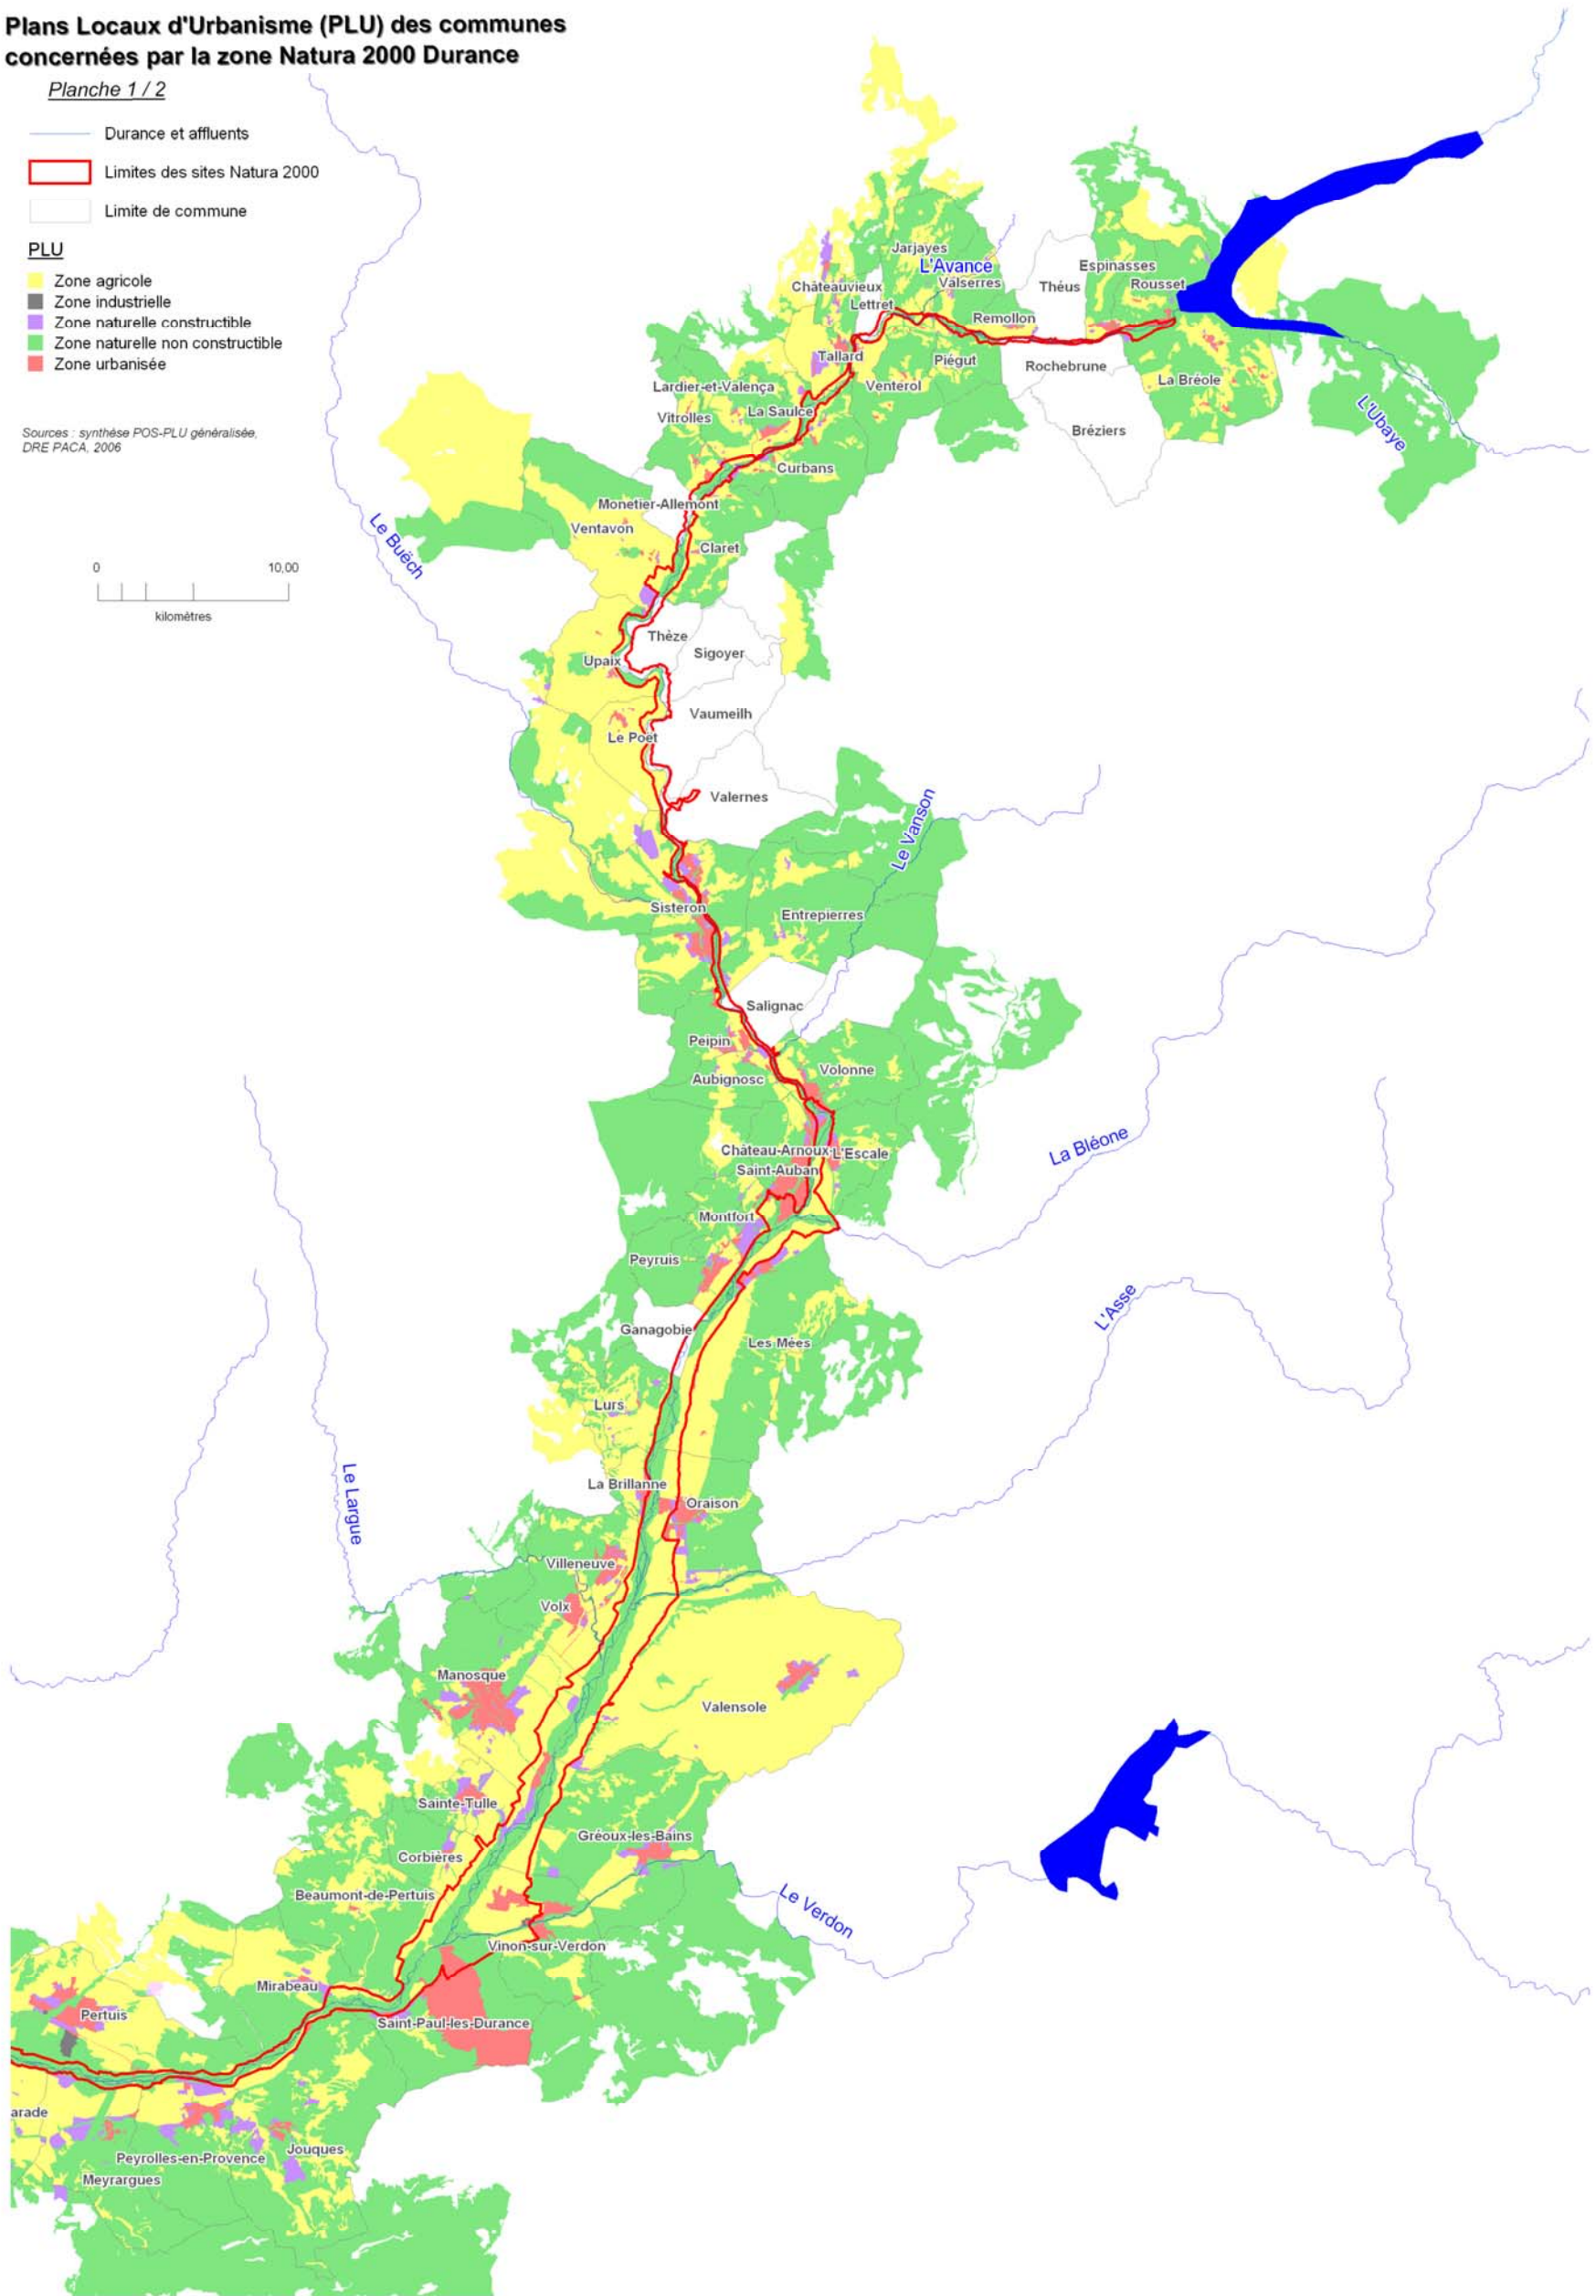 Plans Locaux d'Urbanisme (PLU) des communes
concernées par la zone Natura 2000 Durance
Planche 1 / 2
Durance et affluents
Limites des sites Natura 2000
Limite de commune
PLU
Zone agricole
Zone industrielle
Zone naturelle constructible
Zone naturelle non constructible
Zone urbanisée
Sources : synthèse POS-PLU généralisée,
DRE PACA, 2006
0 10,00
kilomètres
Jarjayes
L'Avance
Valserres
Espinasses
Rousset
Théus
Châteauvieux
Lettret
Remollon
Tallard
Piégut
Rochebrune
Venterol
La Bréole
Lardier-et-Valença
La Saulce
Vitrolles
Bréziers
L'Ubaye
Curbans
Monetier-Allemont
Ventavon
Claret
Le Buëch
Thèze
Sigoyer
Upaix
Vaumeilh
Le Poët
Valernes
Le Vanson
Sisteron
Entrepierres
Salignac
Peipin
Volonne
Aubignosc
La Bléone
Château-Arnoux
L'Escale
Saint-Auban
Montfort
Peyruis
L'Asse
Ganagobie
Les Mées
Lurs
Le Largue
La Brillanne
Oraison
Villeneuve
Volx
Manosque
Valensole
Sainte-Tulle
Gréoux-les-Bains
Corbières
Beaumont-de-Pertuis
Le Verdon
Vinon-sur-Verdon
Mirabeau
Pertuis
Saint-Paul-les-Durance
arade
Jouques
Peyrolles-en-Provence
Meyrargues